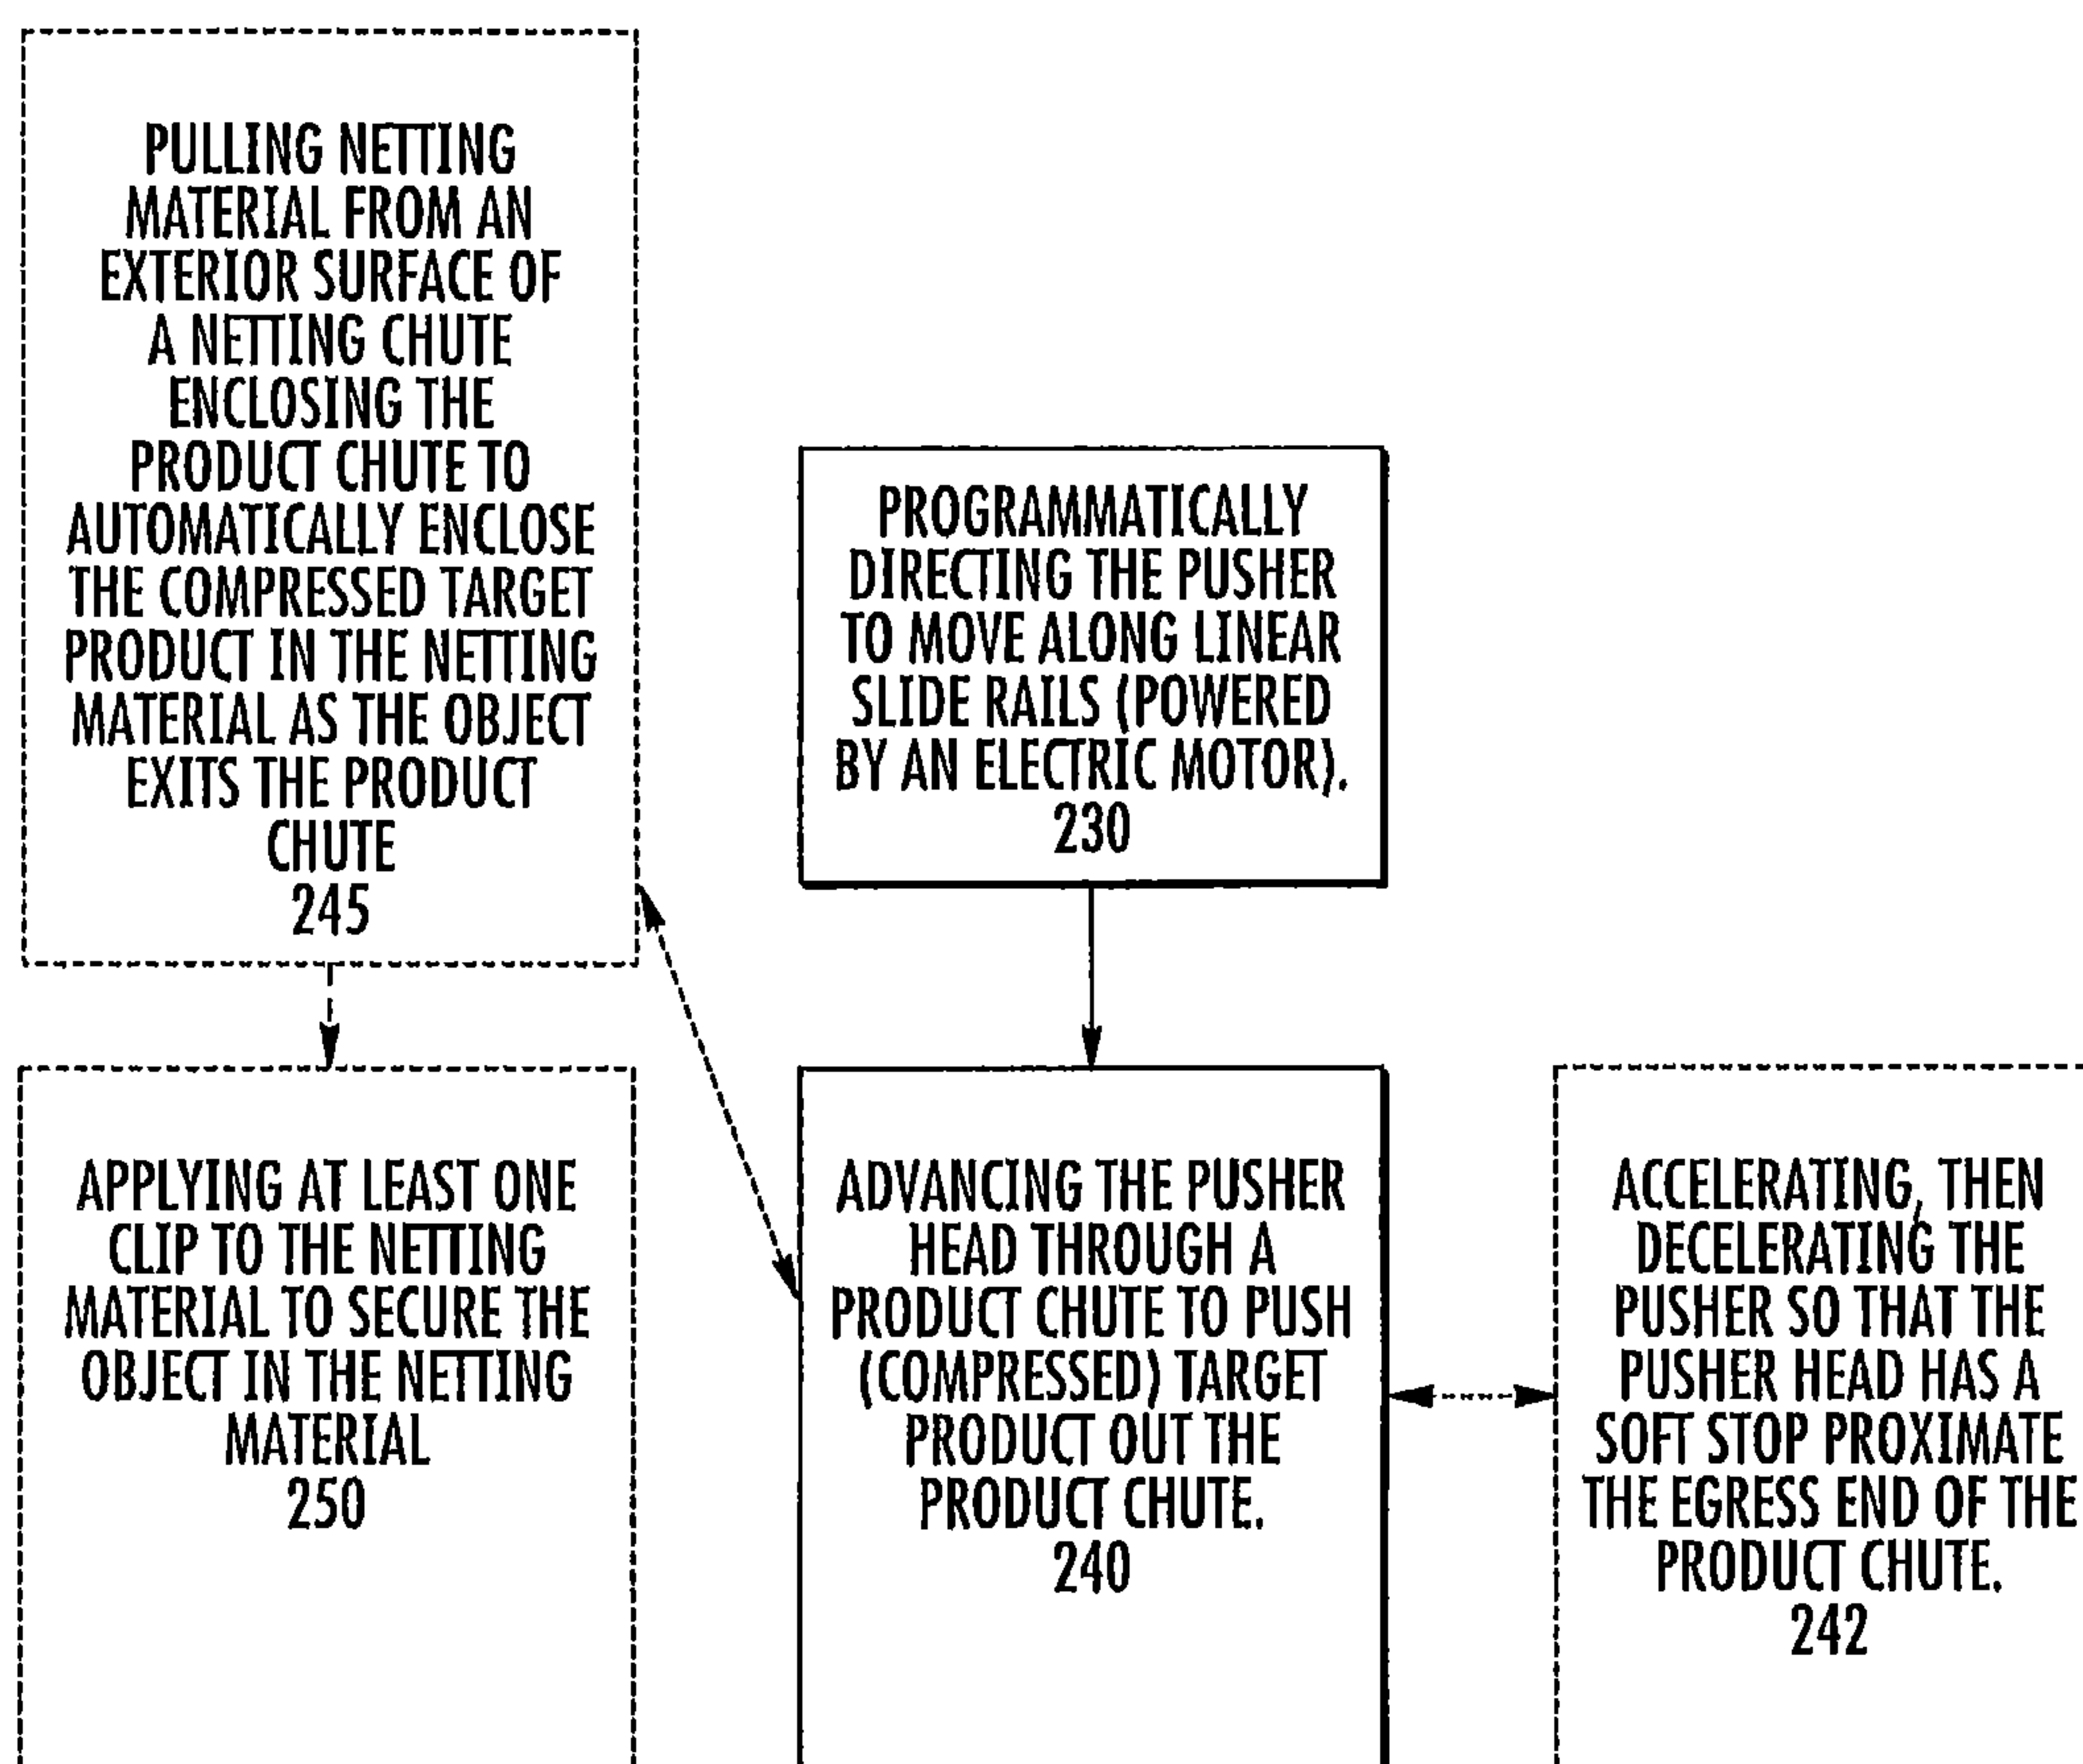 PULLING NETTING
MATERIAL FROM AN
EXTERIOR SURFACE OF
A NETTING CHUTE
ENCLOSING THE
PRODUCT CHUTE TO
AUTOMATICALLY ENCLOSE
THE COMPRESSED TARGET
PRODUCT IN THE NETTING
MATERIAL AS THE OBJECT
EXITS THE PRODUCT
CHUTE
245
PROGRAMMATICALLY
DIRECTING THE PUSHER
TO MOVE ALONG LINEAR
SLIDE RAILS (POWERED
BY AN ELECTRIC MOTOR).
230
APPLYING AT LEAST ONE
CLIP TO THE NETTING
MATERIAL TO SECURE THE
OBJECT IN THE NETTING
MATERIAL
250
ADVANCING THE PUSHER
HEAD THROUGH A
PRODUCT CHUTE TO PUSH
(COMPRESSED) TARGET
PRODUCT OUT THE
PRODUCT CHUTE.
240
ACCELERATING, THEN
DECELERATING THE
PUSHER SO THAT THE
PUSHER HEAD HAS A
SOFT STOP PROXIMATE
THE EGRESS END OF THE
PRODUCT CHUTE.
242